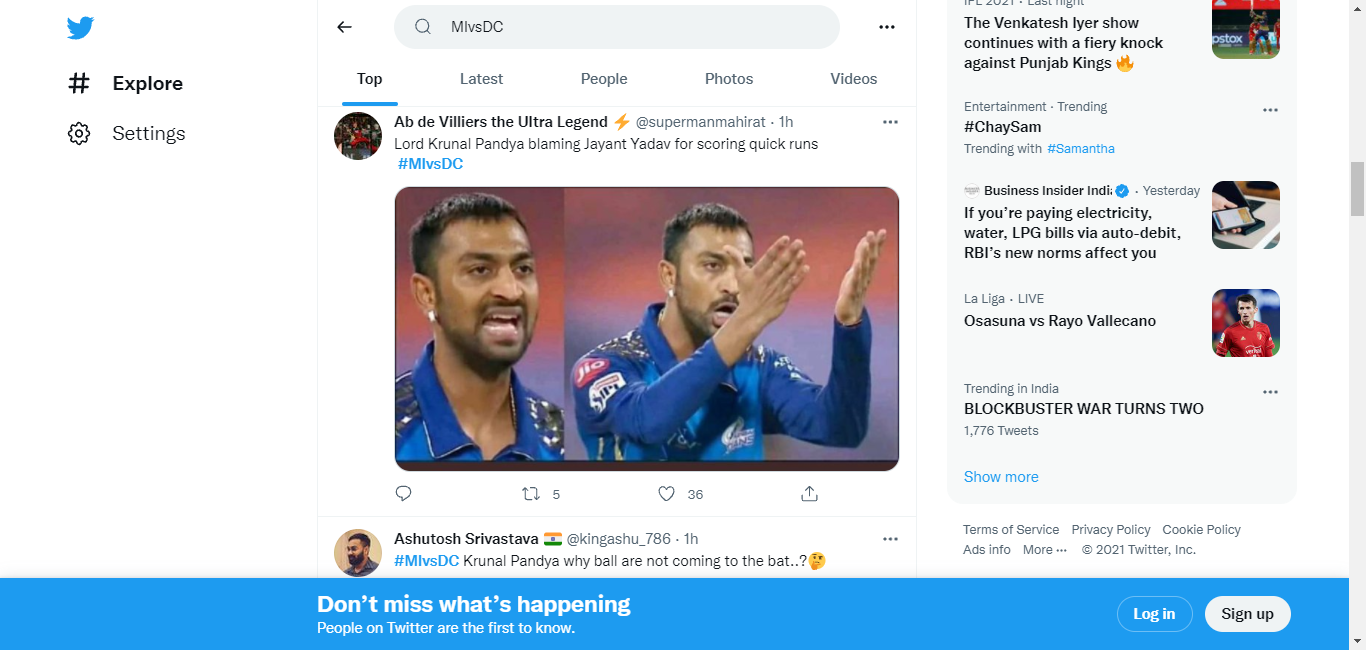 MIvsDC
Explore
Settings
Top
Latest
People
Photos
Videos
Ab de Villiers the Ultra Legend ⚡ @supermanmahirat · 1h
Lord Krunal Pandya blaming Jayant Yadav for scoring quick runs
#MIvsDC
Jio
IPL
5
36
Ashutosh Srivastava 🇮🇳 @kingashu_786 · 1h
#MIvsDC Krunal Pandya why ball are not coming to the bat..?🤔
IPL 2021 · Last night
The Venkatesh Iyer show
continues with a fiery knock
against Punjab Kings 🔥
Entertainment · Trending
#ChaySam
Trending with #Samantha
Business Insider Indi · Yesterday
If you’re paying electricity,
water, LPG bills via auto-debit,
RBI’s new norms affect you
La Liga · LIVE
Osasuna vs Rayo Vallecano
Trending in India
BLOCKBUSTER WAR TURNS TWO
1,776 Tweets
Show more
Terms of Service Privacy Policy Cookie Policy
Ads info More ··· © 2021 Twitter, Inc.
Don’t miss what’s happening
People on Twitter are the first to know.
Log in
Sign up